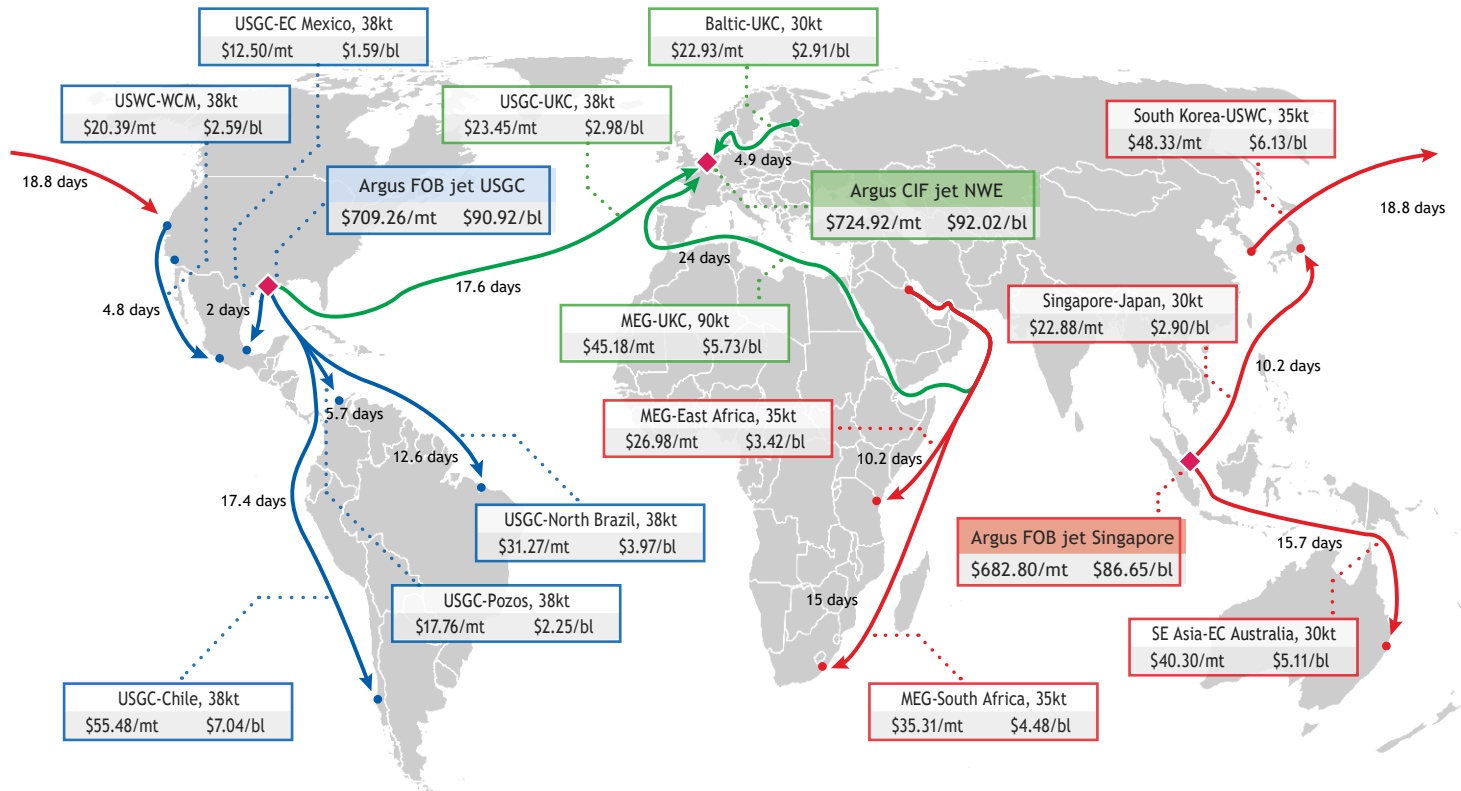 USGC-EC Mexico, 38kt
$12.50/mt $1.59/bl
Baltic-UKC, 30kt
$22.93/mt $2.91/bl
USWC-WCM, 38kt
$20.39/mt $2.59/bl
USGC-UKC, 38kt
$23.45/mt $2.98/bl
South Korea-USWC, 35kt
$48.33/mt $6.13/bl
4.9 days
18.8 days
Argus FOB jet USGC
$709.26/mt $90.92/bl
Argus CIF jet NWE
$724.92/mt $92.02/bl
18.8 days
24 days
17.6 days
4.8 days
2 days
MEG-UKC, 90kt
$45.18/mt $5.73/bl
Singapore-Japan, 30kt
$22.88/mt $2.90/bl
10.2 days
5.7 days
MEG-East Africa, 35kt
$26.98/mt $3.42/bl
12.6 days
10.2 days
17.4 days
USGC-North Brazil, 38kt
$31.27/mt $3.97/bl
Argus FOB jet Singapore
$682.80/mt $86.65/bl
15.7 days
USGC-Pozos, 38kt
$17.76/mt $2.25/bl
15 days
SE Asia-EC Australia, 30kt
$40.30/mt $5.11/bl
USGC-Chile, 38kt
$55.48/mt $7.04/bl
MEG-South Africa, 35kt
$35.31/mt $4.48/bl